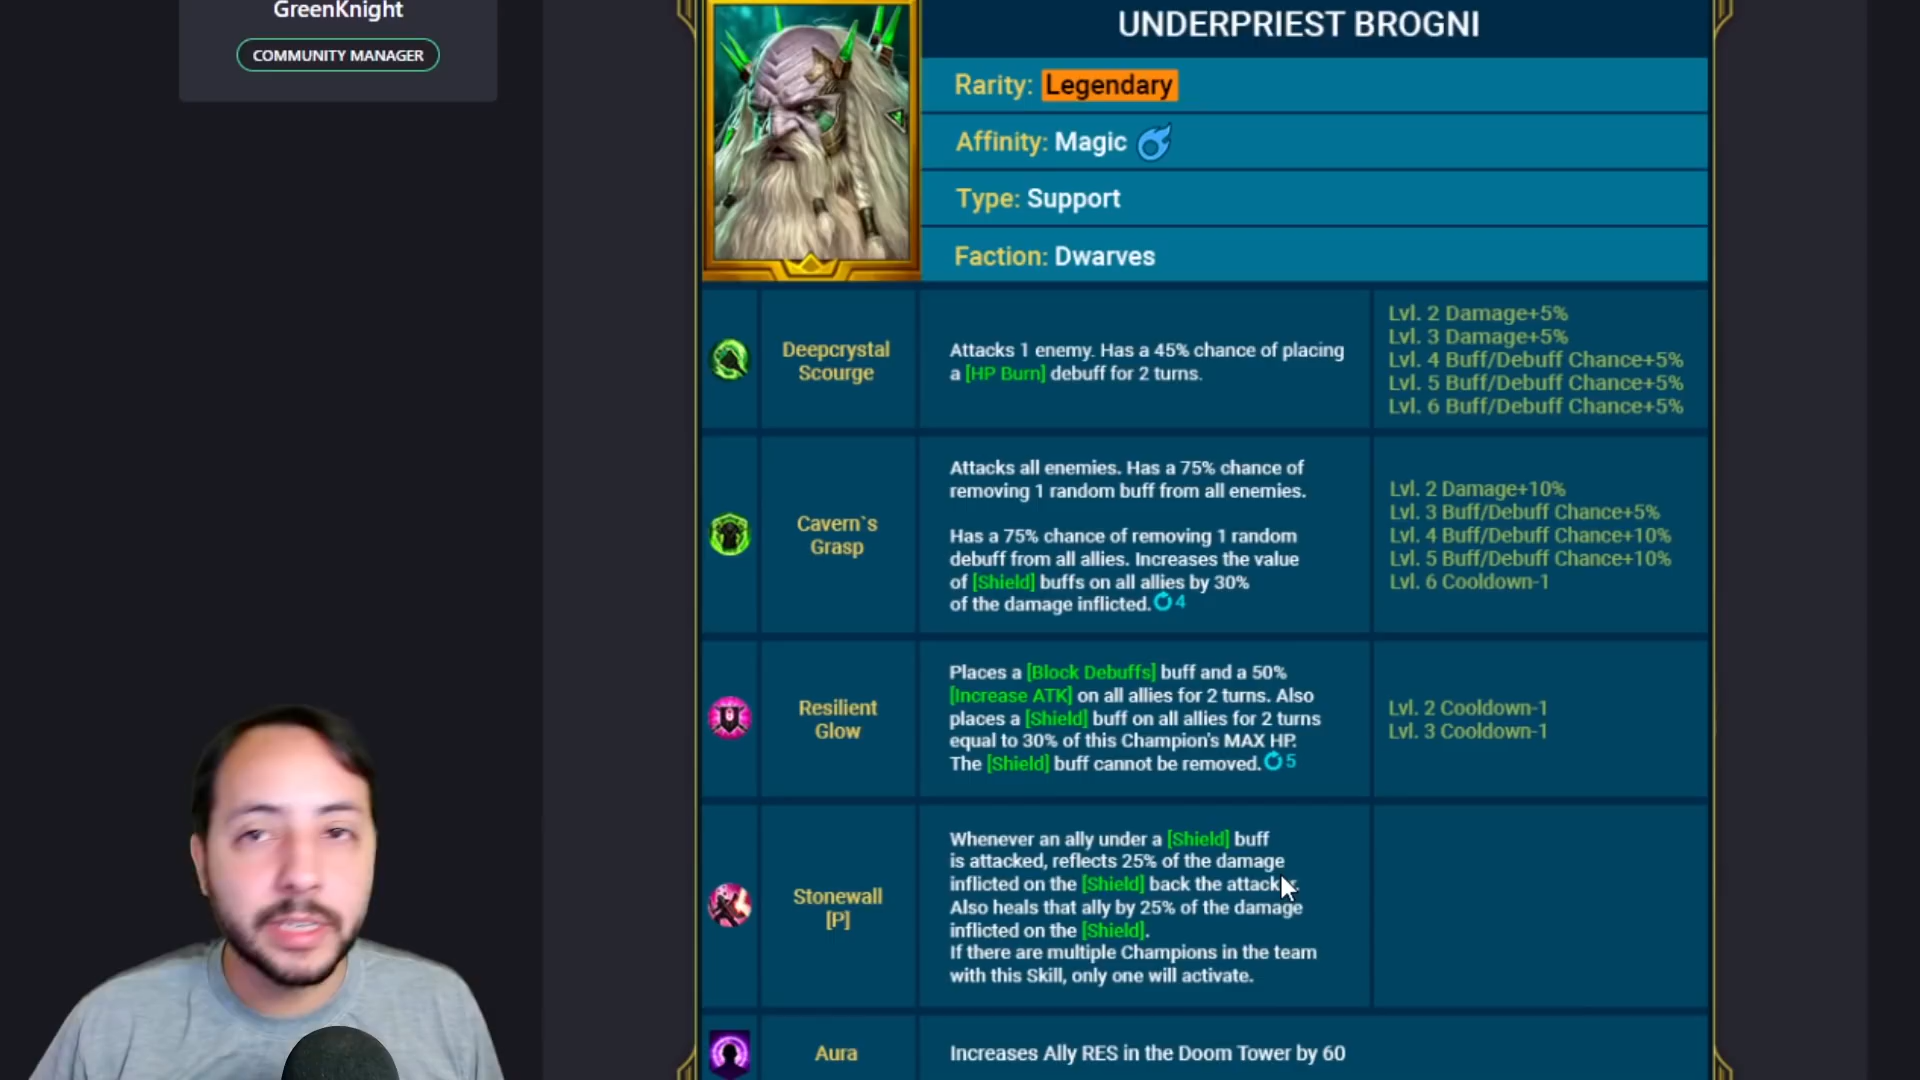 GreenKnight
COMMUNITY MANAGER
UNDERPRIEST BROGNI
Rarity: Legendary
Affinity: Magic
Type: Support
Faction: Dwarves
Deepcrystal
Scourge
Attacks 1 enemy. Has a 45% chance of placing
a [HP Burn] debuff for 2 turns.
Lvl. 2 Damage+5%
Lvl. 3 Damage+5%
Lvl. 4 Buff/Debuff Chance+5%
Lvl. 5 Buff/Debuff Chance+5%
Lvl. 6 Buff/Debuff Chance+5%
Cavern`s
Grasp
Attacks all enemies. Has a 75% chance of
removing 1 random buff from all enemies.
Has a 75% chance of removing 1 random
debuff from all allies. Increases the value
of [Shield] buffs on all allies by 30%
of the damage inflicted. 4
Lvl. 2 Damage+10%
Lvl. 3 Buff/Debuff Chance+5%
Lvl. 4 Buff/Debuff Chance+10%
Lvl. 5 Buff/Debuff Chance+10%
Lvl. 6 Cooldown-1
Resilient
Glow
Places a [Block Debuffs] buff and a 50%
[Increase ATK] on all allies for 2 turns. Also
places a [Shield] buff on all allies for 2 turns
equal to 30% of this Champion's MAX HP.
The [Shield] buff cannot be removed. 5
Lvl. 2 Cooldown-1
Lvl. 3 Cooldown-1
Stonewall
[P]
Whenever an ally under a [Shield] buff
is attacked, reflects 25% of the damage
inflicted on the [Shield] back the attacker.
Also heals that ally by 25% of the damage
inflicted on the [Shield].
If there are multiple Champions in the team
with this Skill, only one will activate.
Aura
Increases Ally RES in the Doom Tower by 60